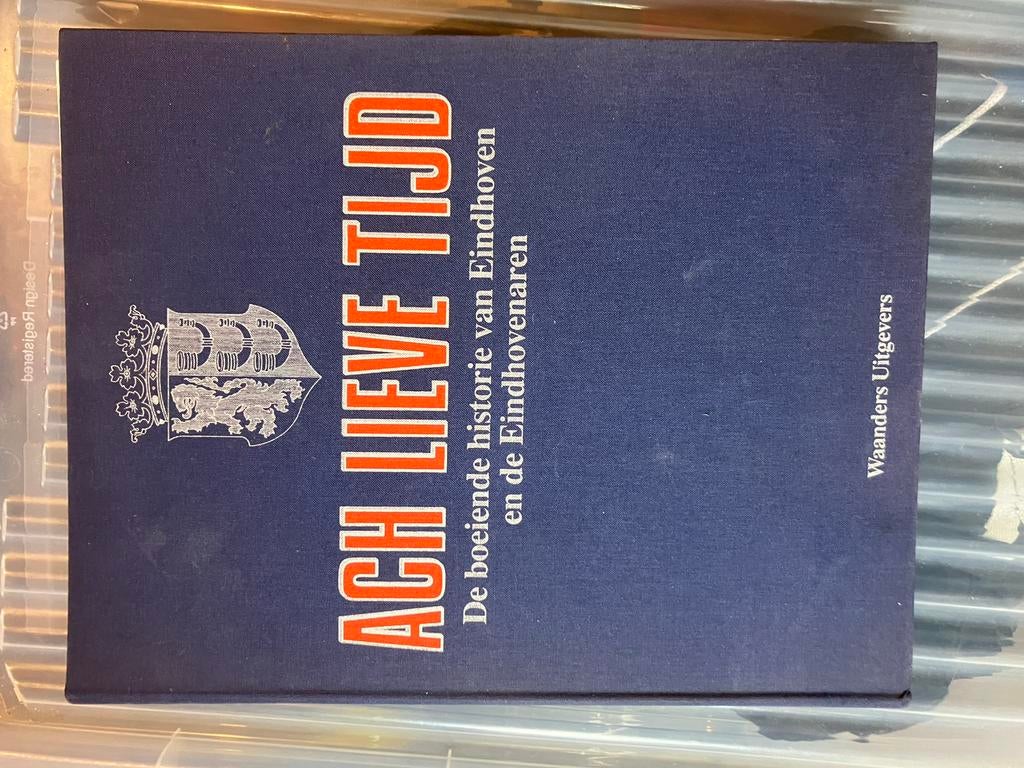 ACH LIEVE TIJD
De boeiende historie van Eindhoven
en de Eindhovenaren
Waanders Uitgevers
Design Registered